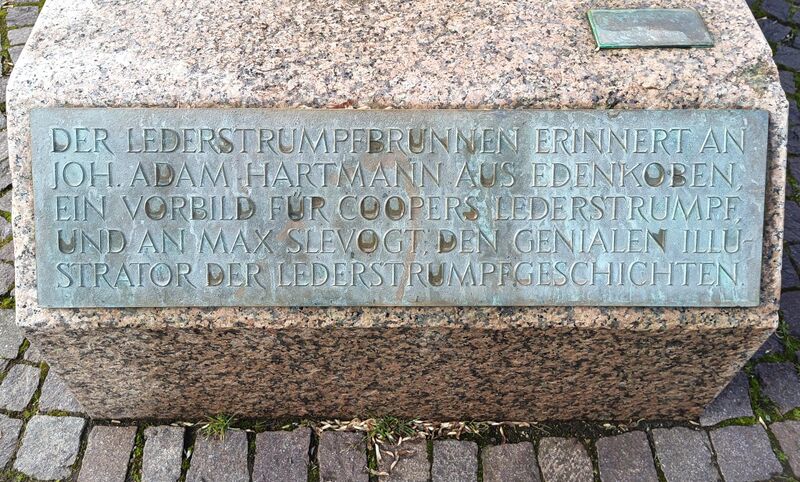 DER LEDERSTRUMPFBRUNNEN ERINNERT AN
JOH. ADAM HARTMANN AUS EDENKOBEN,
EIN VORBILD FÜR COOPERS LEDERSTRUMPF,
UND AN MAX SLEVOGT, DEN GENIALEN ILLU-
STRATOR DER LEDERSTRUMPFGESCHICHTEN.